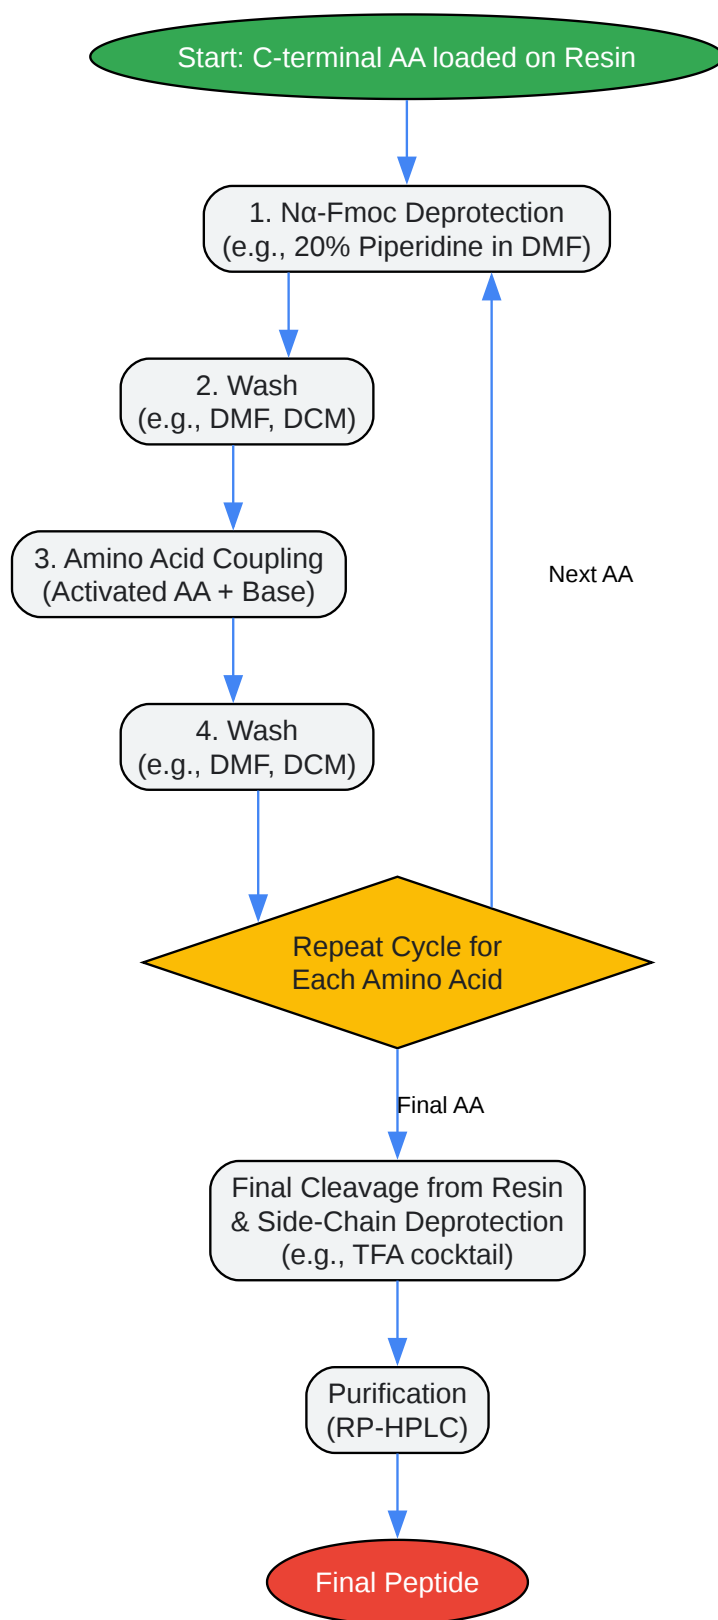 Start: C-terminal AA loaded on Resin
1. Nα-Fmoc Deprotection
(e.g., 20% Piperidine in DMF)
2. Wash
(e.g., DMF, DCM)
3. Amino Acid Coupling
(Activated AA + Base)
Next AA
4. Wash
(e.g., DMF, DCM)
Repeat Cycle for
Each Amino Acid
Final AA
Final Cleavage from Resin
& Side-Chain Deprotection
(e.g., TFA cocktail)
Purification
(RP-HPLC)
Final Peptide